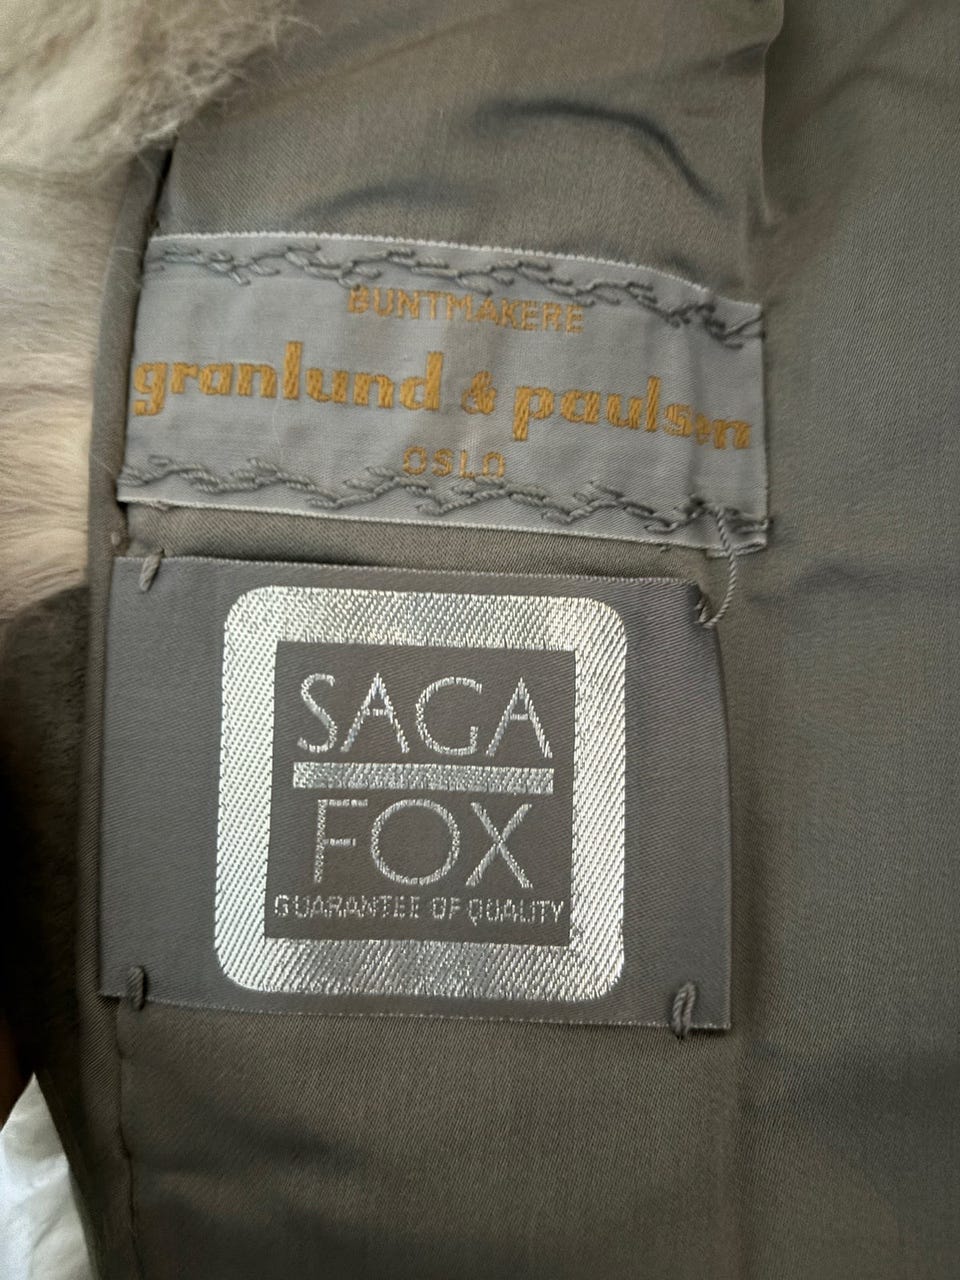 BUNTMAKERE
granlund & paulsen
OSLO
SAGA
FOX
GUARANTEE OF QUALITY